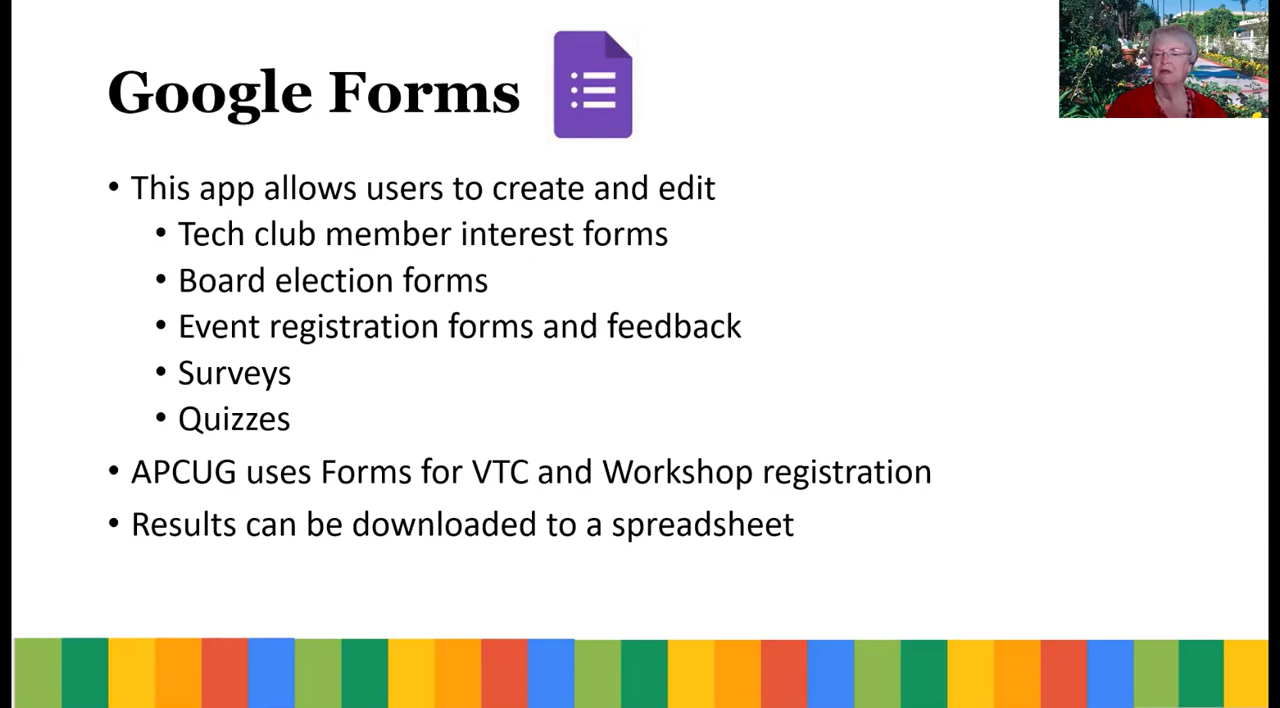 Google Forms
• This app allows users to create and edit
• Tech club member interest forms
• Board election forms
• Event registration forms and feedback
• Surveys
• Quizzes
• APCUG uses Forms for VTC and Workshop registration
• Results can be downloaded to a spreadsheet